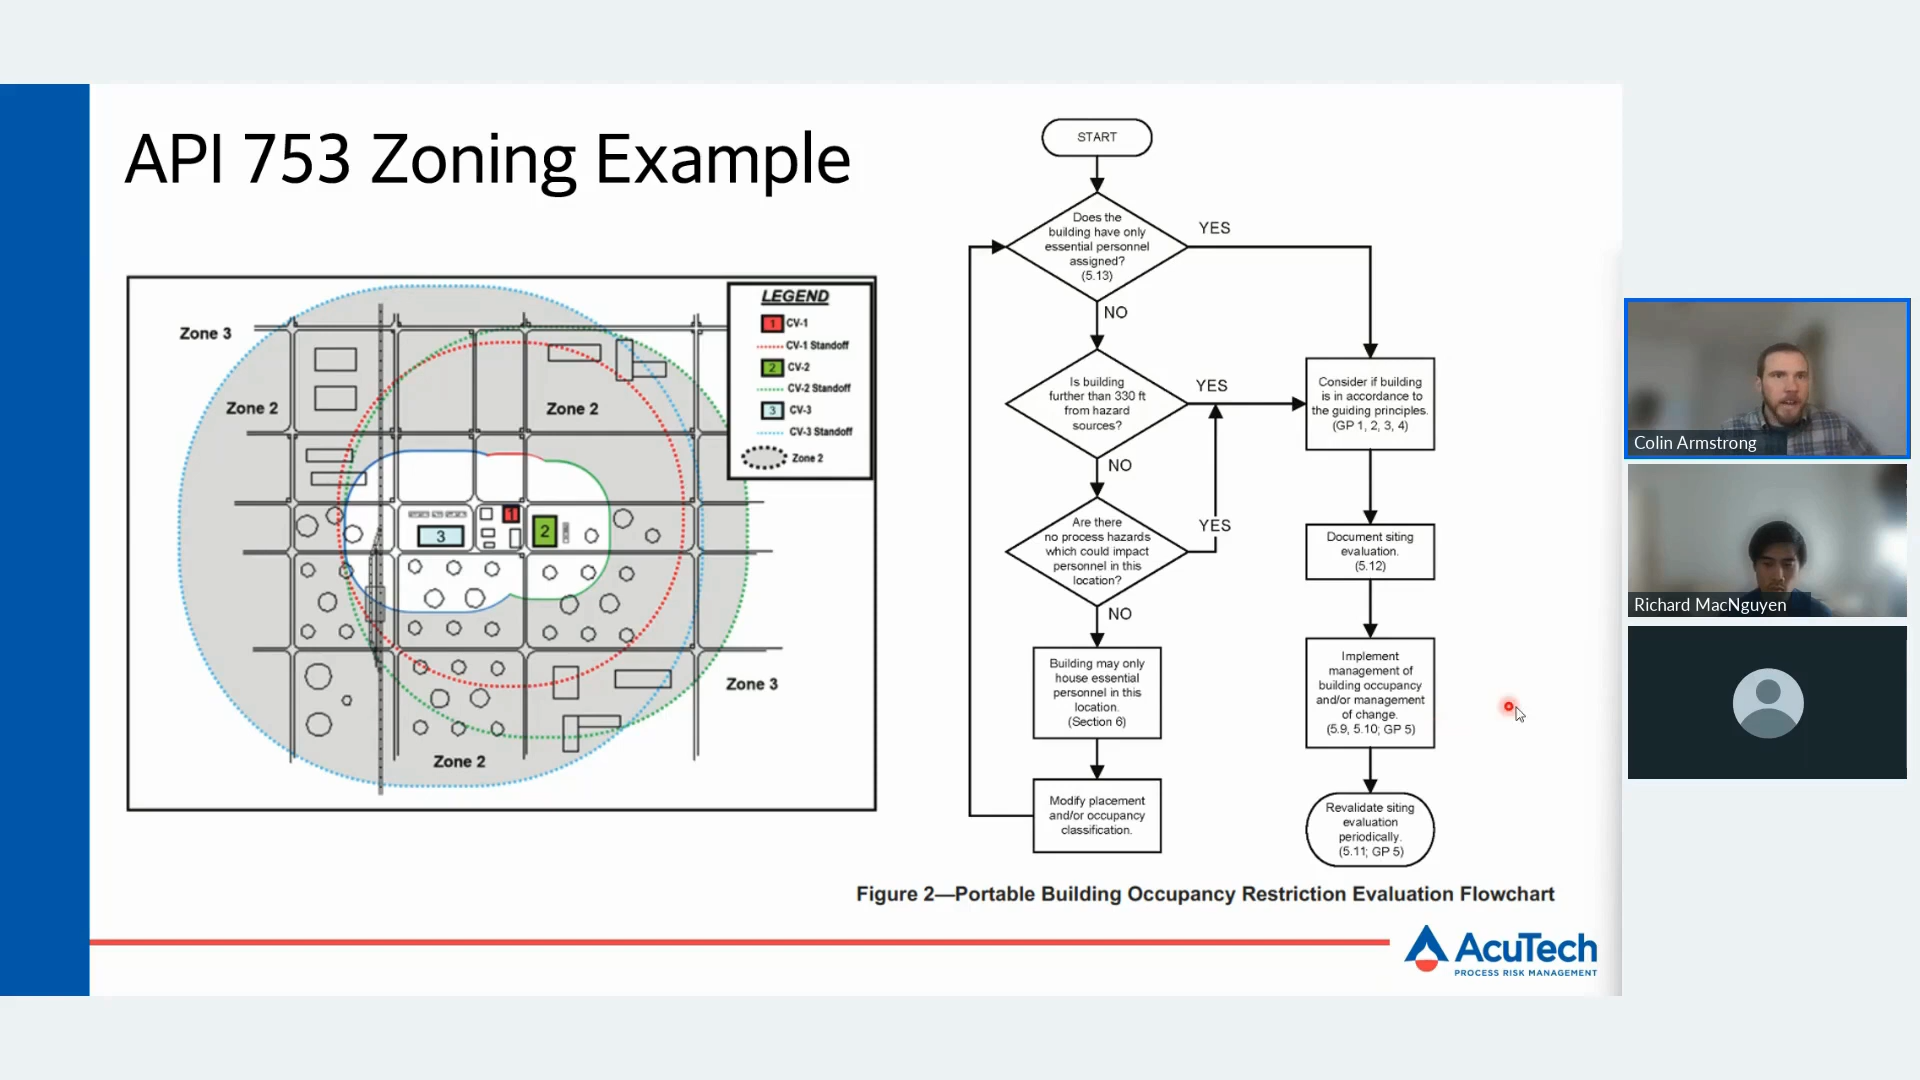 API 753 Zoning Example
Zone 3
Zone 2
Zone 2
1
2
3
Zone 3
Zone 2
LEGEND
1 CV-1
CV-1 Standoff
2 CV-2
CV-2 Standoff
3 CV-3
CV-3 Standoff
Zone 2
START
Does the
building have only
essential personnel
assigned?
(5.13)
YES
NO
Is building
further than 330 ft
from hazard
sources?
YES
NO
Are there
no process hazards
which could impact
personnel in this
location?
YES
NO
Building may only
house essential
personnel in this
location.
(Section 6)
Modify placement
and/or occupancy
classification.
Consider if building
is in accordance to
the guiding principles.
(GP 1, 2, 3, 4)
Document siting
evaluation.
(5.12)
Implement
management of
building occupancy
and/or management
of change.
(5.9, 5.10; GP 5)
Revalidate siting
evaluation
periodically.
(5.11; GP 5)
Figure 2—Portable Building Occupancy Restriction Evaluation Flowchart
AcuTech
PROCESS RISK MANAGEMENT
Colin Armstrong
Richard MacNguyen